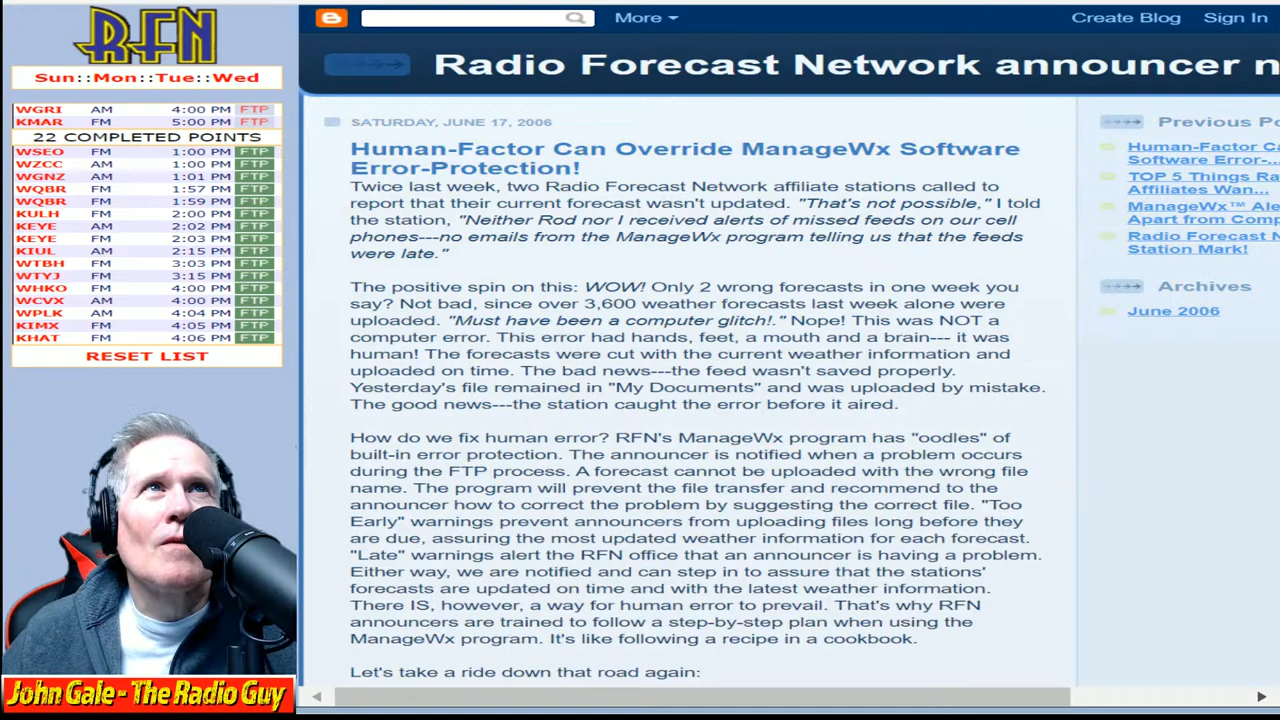 RFN
Sun::Mon::Tue::Wed
WGRI AM 4:00 PM FTP
KMAR FM 5:00 PM FTP
22 COMPLETED POINTS
WSEO FM 1:00 PM FTP
WZCC AM 1:00 PM FTP
WGNZ AM 1:01 PM FTP
WQBR FM 1:57 PM FTP
WQBR FM 1:59 PM FTP
KULH FM 2:00 PM FTP
KEYE AM 2:02 PM FTP
KEYE FM 2:03 PM FTP
KIUL AM 2:15 PM FTP
WTBH FM 3:03 PM FTP
WTYJ FM 3:15 PM FTP
WHKO FM 4:00 PM FTP
WCVX AM 4:00 PM FTP
WPLK AM 4:04 PM FTP
KIMX FM 4:05 PM FTP
KHAT FM 4:06 PM FTP
RESET LIST
John Gale - The Radio Guy
More
Create Blog Sign In
Radio Forecast Network announcer n
SATURDAY, JUNE 17, 2006
Human-Factor Can Override ManageWx Software
Error-Protection!
Twice last week, two Radio Forecast Network affiliate stations called to
report that their current forecast wasn't updated. "That's not possible," I told
the station, "Neither Rod nor I received alerts of missed feeds on our cell
phones---no emails from the ManageWx program telling us that the feeds
were late."
The positive spin on this: WOW! Only 2 wrong forecasts in one week you
say? Not bad, since over 3,600 weather forecasts last week alone were
uploaded. "Must have been a computer glitch!." Nope! This was NOT a
computer error. This error had hands, feet, a mouth and a brain--- it was
human! The forecasts were cut with the current weather information and
uploaded on time. The bad news---the feed wasn't saved properly.
Yesterday's file remained in "My Documents" and was uploaded by mistake.
The good news---the station caught the error before it aired.
How do we fix human error? RFN's ManageWx program has "oodles" of
built-in error protection. The announcer is notified when a problem occurs
during the FTP process. A forecast cannot be uploaded with the wrong file
name. The program will prevent the file transfer and recommend to the
announcer how to correct the problem by suggesting the correct file. "Too
Early" warnings prevent announcers from uploading files long before they
are due, assuring the most updated weather information for each forecast.
"Late" warnings alert the RFN office that an announcer is having a problem.
Either way, we are notified and can step in to assure that the stations'
forecasts are updated on time and with the latest weather information.
There IS, however, a way for human error to prevail. That's why RFN
announcers are trained to follow a step-by-step plan when using the
ManageWx program. It's like following a recipe in a cookbook.
Let's take a ride down that road again:
Previous Po
Human-Factor Ca
Software Error-...
TOP 5 Things Ra
Affiliates Wan...
ManageWx™ Ale
Apart from Comp
Radio Forecast N
Station Mark!
Archives
June 2006